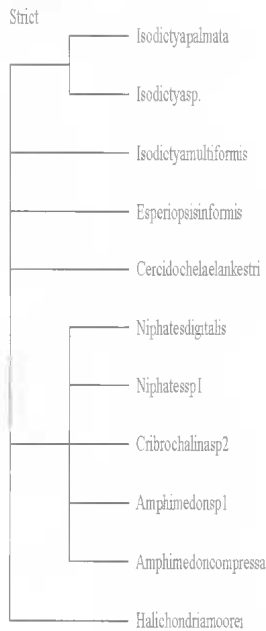 Strict
Isodictyapalmata
Isodictyasp.
Isodictyamultiformis
Esperiopsisinformis
Cercidochelaelankestri
Niphatesdigitalis
Niphatessp1
Cribrochalinasp2
Amphimedonsp1
Amphimedoncompressa
Halichondriamoorei